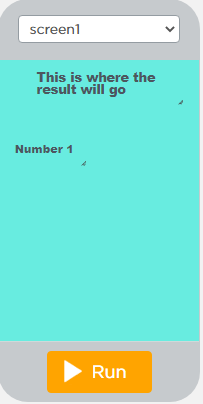 screen1
This is where the
result will go
Number 1
Run